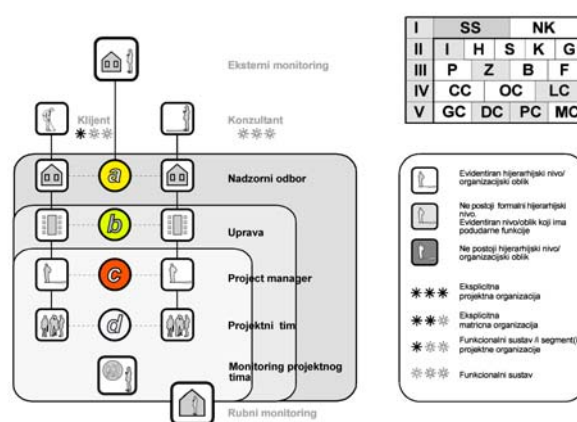 Eksterni monitoring
Klijent
Konzultant
a
Nadzorni odbor
b
Uprava
c
Project manager
d
Projektni tim
Monitoring projektnog
tima
Rubni monitoring
I SS NK
II I H S K G
III P Z B F
IV CC OC LC
V GC DC PC MC
Evidentiran hijerarhijski nivo/
organizacijski oblik
Ne postoji formalni hijerarhijski
nivo.
Evidentiran nivo/oblik koji ima
podudarne funkcije
Ne postoji hijerarhijski nivo/
organizacijski oblik
Eksplicitna
projektna organizacija
Eksplicitna
matricna organizacija
Funkcionalni sustav /i segment(i)
projektne organizacije
Funkcionalni sustav